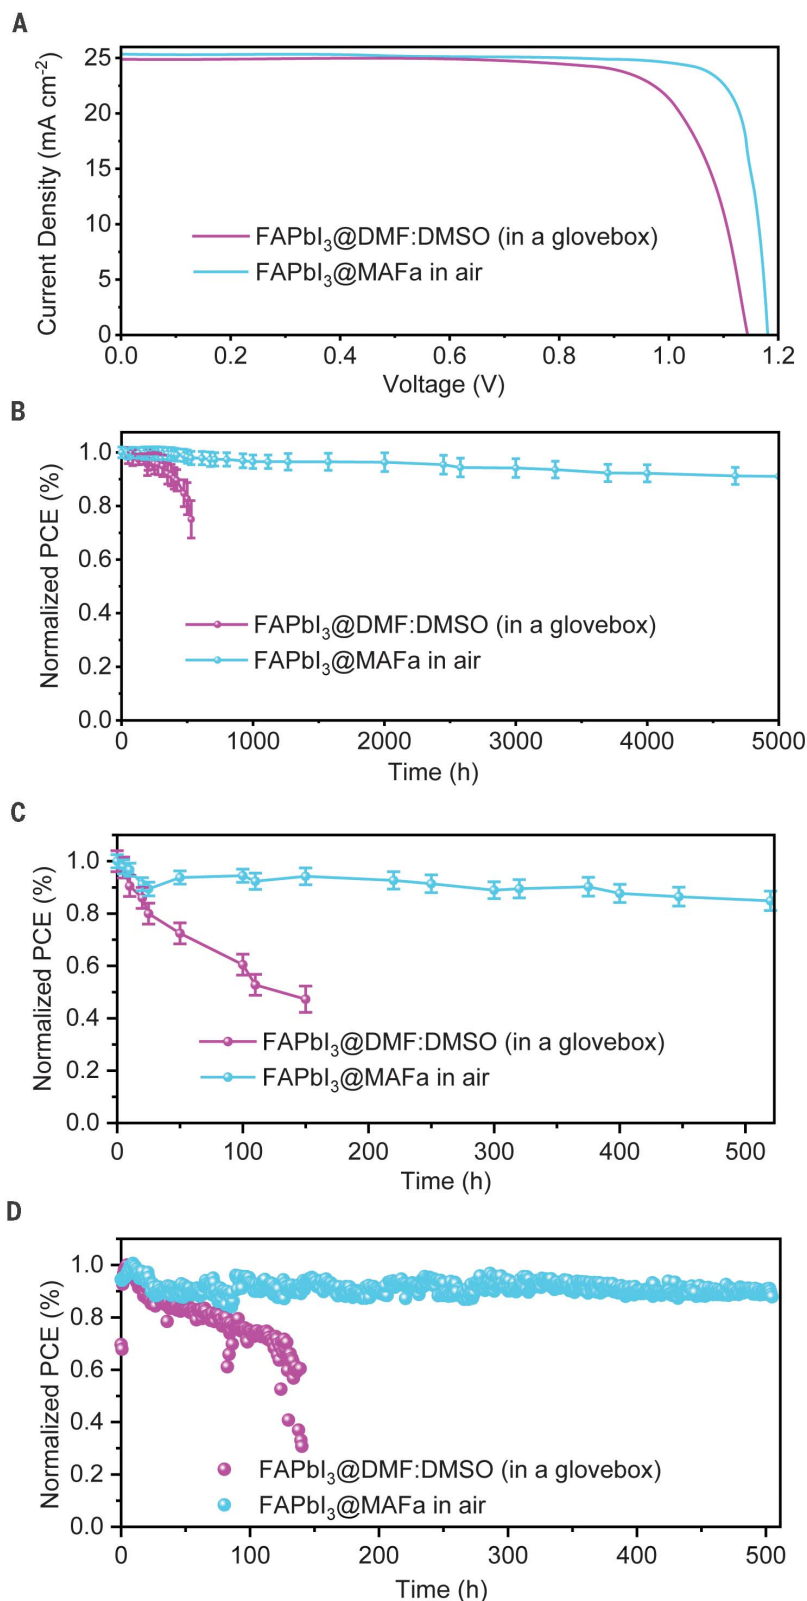 A
Current Density (mA cm⁻²)
25
20
15
10
5
0
FAPbI₃@DMF:DMSO (in a glovebox)
FAPbI₃@MAFa in air
0.0 0.2 0.4 0.6 0.8 1.0 1.2
Voltage (V)
B
Normalized PCE (%)
1.0
0.8
0.6
0.4
0.2
0.0
FAPbI₃@DMF:DMSO (in a glovebox)
FAPbI₃@MAFa in air
0 1000 2000 3000 4000 5000
Time (h)
C
Normalized PCE (%)
1.0
0.8
0.6
0.4
0.2
0.0
FAPbI₃@DMF:DMSO (in a glovebox)
FAPbI₃@MAFa in air
0 100 200 300 400 500
Time (h)
D
Normalized PCE (%)
1.0
0.8
0.6
0.4
0.2
0.0
FAPbI₃@DMF:DMSO (in a glovebox)
FAPbI₃@MAFa in air
0 100 200 300 400 500
Time (h)